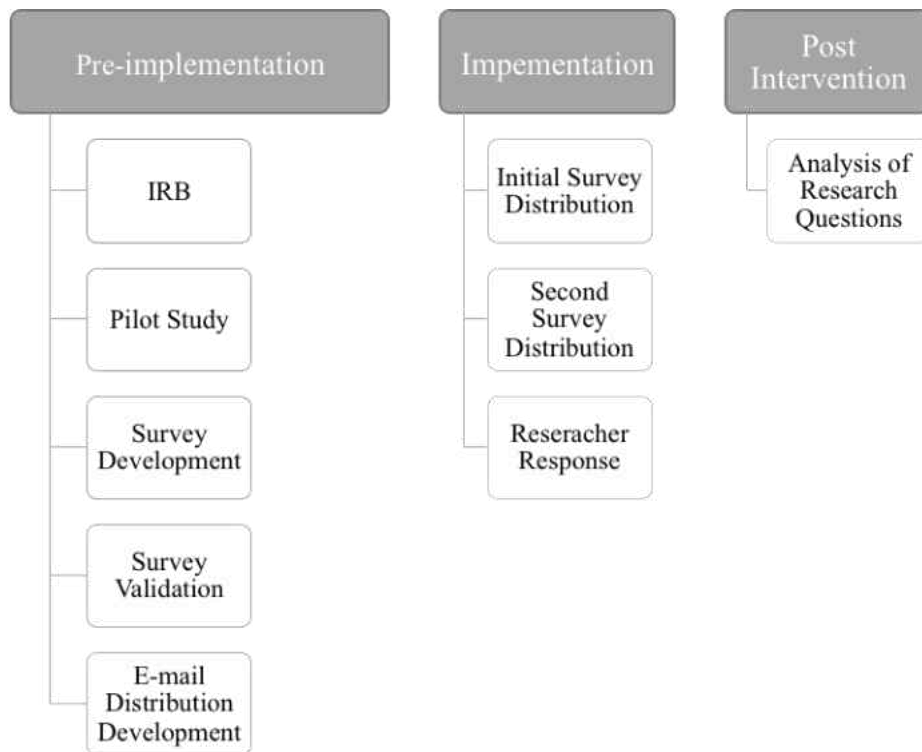 Pre-implementation
IRB
Pilot Study
Survey
Development
Survey
Validation
E-mail
Distribution
Development
Impementation
Initial Survey
Distribution
Second
Survey
Distribution
Reseracher
Response
Post
Intervention
Analysis of
Research
Questions